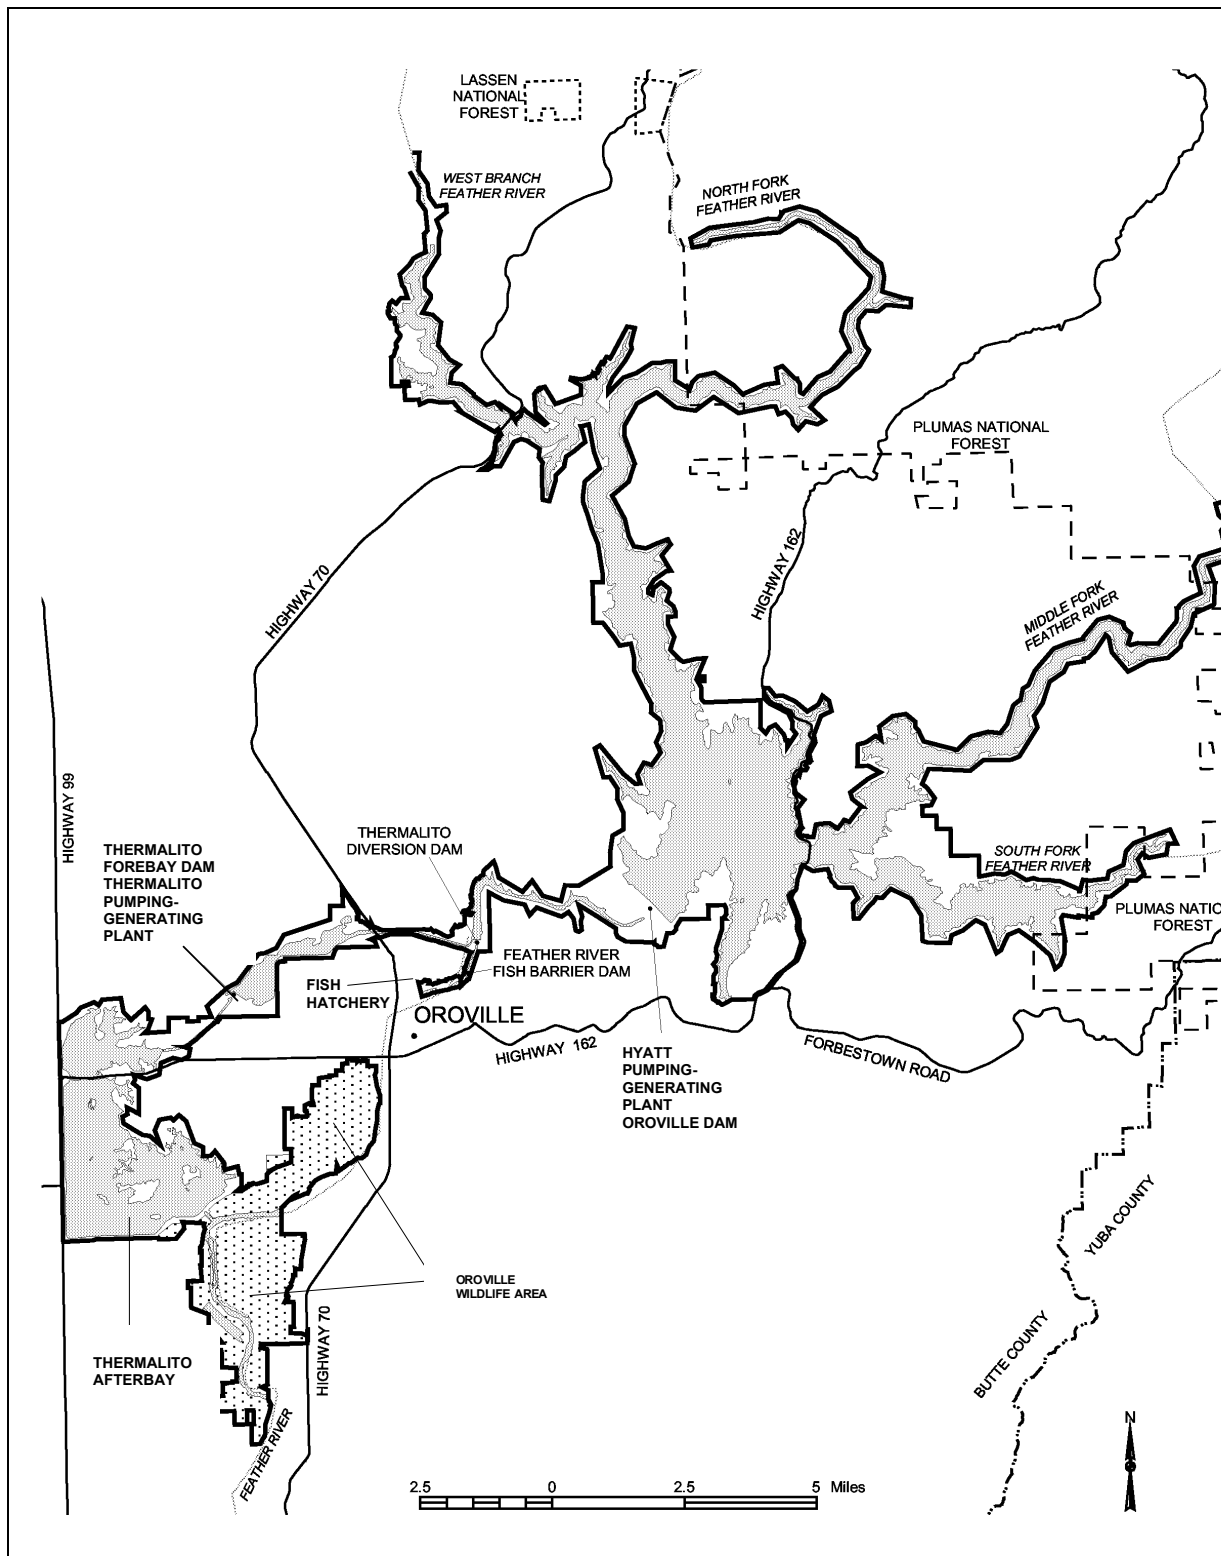 LASSEN
NATIONAL
FOREST
WEST BRANCH
FEATHER RIVER
NORTH FORK
FEATHER RIVER
PLUMAS NATIONAL
FOREST
HIGHWAY 162
HIGHWAY 70
MIDDLE FORK
FEATHER RIVER
HIGHWAY 99
THERMALITO
DIVERSION DAM
THERMALITO
FOREBAY DAM
THERMALITO
PUMPING-
GENERATING
PLANT
SOUTH FORK
FEATHER RIVER
PLUMAS NATIO
FOREST
FEATHER RIVER
FISH BARRIER DAM
FISH
HATCHERY
OROVILLE
HIGHWAY 162
HYATT
PUMPING-
GENERATING
PLANT
OROVILLE DAM
FORBESTOWN ROAD
YUBA COUNTY
BUTTE COUNTY
OROVILLE
WILDLIFE AREA
THERMALITO
AFTERBAY
HIGHWAY 70
FEATHER RIVER
N
2.5 0 2.5 5 Miles